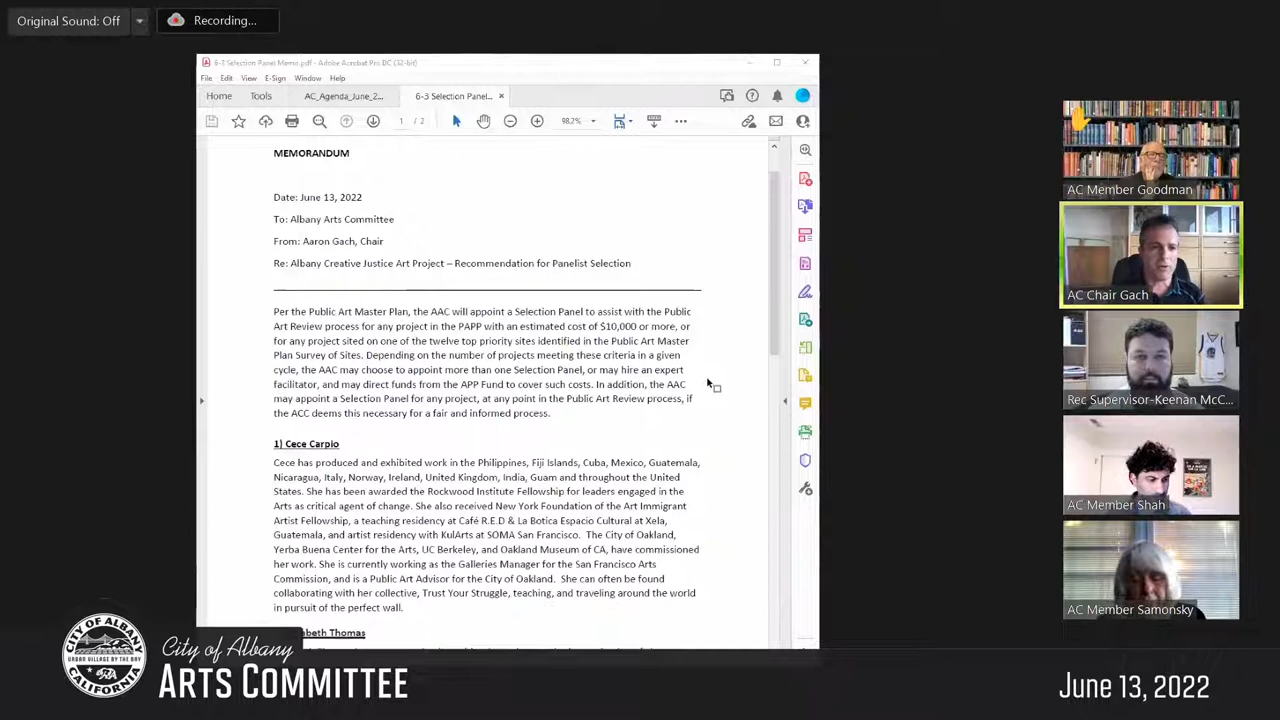 Original Sound: Off
Recording...
6-3 Selection Panel Memo.pdf - Adobe Acrobat Pro DC (32-bit)
File Edit View E-Sign Window Help
Home Tools AC_Agenda_June_2... 6-3 Selection Panel...
1 / 2 98.2%
MEMORANDUM
Date: June 13, 2022
To: Albany Arts Committee
From: Aaron Gach, Chair
Re: Albany Creative Justice Art Project – Recommendation for Panelist Selection
Per the Public Art Master Plan, the AAC will appoint a Selection Panel to assist with the Public
Art Review process for any project in the PAPP with an estimated cost of $10,000 or more, or
for any project sited on one of the twelve top priority sites identified in the Public Art Master
Plan Survey of Sites. Depending on the number of projects meeting these criteria in a given
cycle, the AAC may choose to appoint more than one Selection Panel, or may hire an expert
facilitator, and may direct funds from the APP Fund to cover such costs. In addition, the AAC
may appoint a Selection Panel for any project, at any point in the Public Art Review process, if
the ACC deems this necessary for a fair and informed process.
1) Cece Carpio
Cece has produced and exhibited work in the Philippines, Fiji Islands, Cuba, Mexico, Guatemala,
Nicaragua, Italy, Norway, Ireland, United Kingdom, India, Guam and throughout the United
States. She has been awarded the Rockwood Institute Fellowship for leaders engaged in the
Arts as critical agent of change. She also received New York Foundation of the Art Immigrant
Artist Fellowship, a teaching residency at Café R.E.D & La Botica Espacio Cultural at Xela,
Guatemala, and artist residency with KulArts at SOMA San Francisco. The City of Oakland,
Yerba Buena Center for the Arts, UC Berkeley, and Oakland Museum of CA, have commissioned
her work. She is currently working as the Galleries Manager for the San Francisco Arts
Commission, and is a Public Art Advisor for the City of Oakland. She can often be found
collaborating with her collective, Trust Your Struggle, teaching, and traveling around the world
in pursuit of the perfect wall.
abeth Thomas
AC Member Goodman
AC Chair Gach
Rec Supervisor-Keenan McC...
AC Member Shah
AC Member Samonsky
CITY OF ALBANY
URBAN VILLAGE BY THE BAY
CALIFORNIA
City of Albany
ARTS COMMITTEE
June 13, 2022